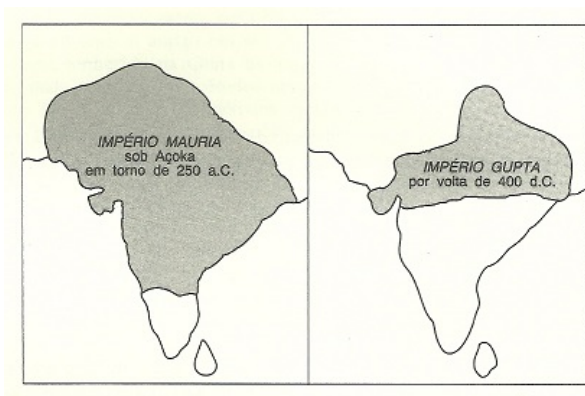 IMPÉRIO MAURIA
sob Açoka
em torno de 250 a.C.
IMPÉRIO GUPTA
por volta de 400 d.C.